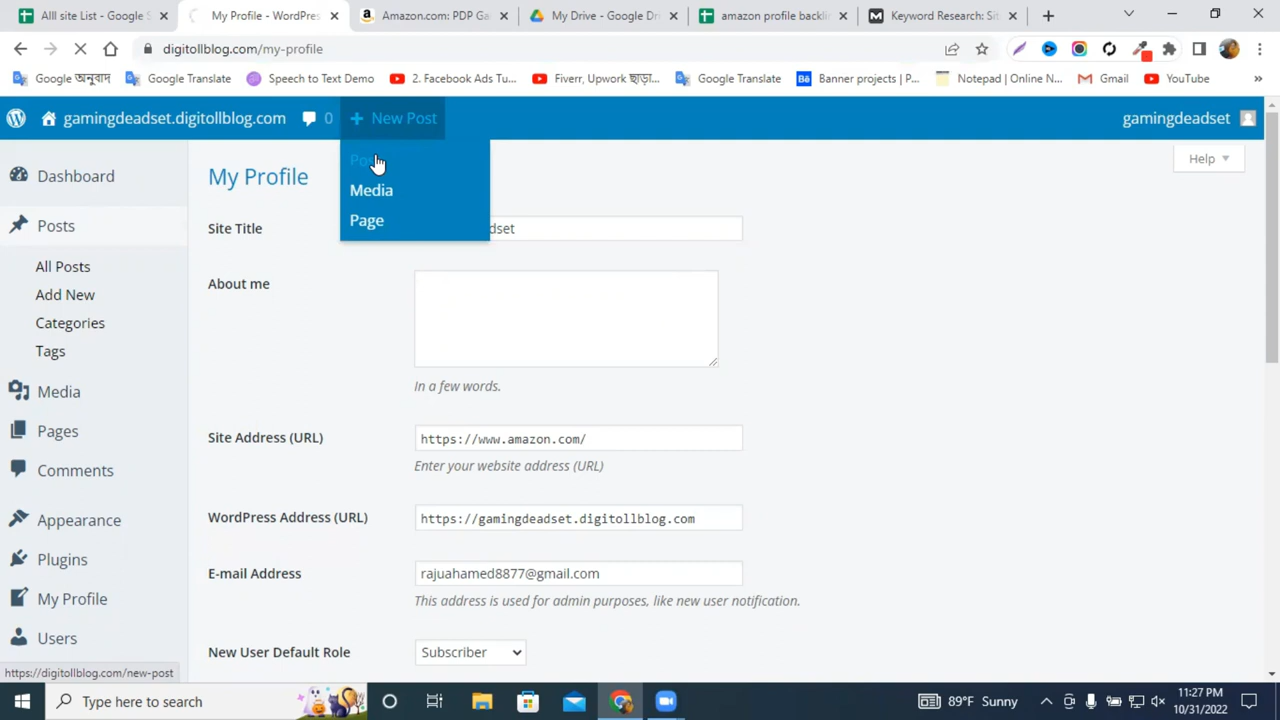 Alll site List - Google S
My Profile - WordPres
Amazon.com: PDP Ga
My Drive - Google Dri
amazon profile backlin
Keyword Research: Sit
digitollblog.com/my-profile
Google অনুবাদ
Google Translate
Speech to Text Demo
2. Facebook Ads Tu...
Fiverr, Upwork ছাড়া...
Google Translate
Banner projects | P...
Notepad | Online N...
Gmail
YouTube
gamingdeadset.digitollblog.com
0
New Post
gamingdeadset
Post
Media
Page
Help
Dashboard
Posts
All Posts
Add New
Categories
Tags
Media
Pages
Comments
Appearance
Plugins
My Profile
Users
My Profile
Site Title
dset
About me
In a few words.
Site Address (URL)
https://www.amazon.com/
Enter your website address (URL)
WordPress Address (URL)
https://gamingdeadset.digitollblog.com
E-mail Address
rajuahamed8877@gmail.com
This address is used for admin purposes, like new user notification.
New User Default Role
Subscriber
https://digitollblog.com/new-post
Type here to search
89°F Sunny
11:27 PM
10/31/2022